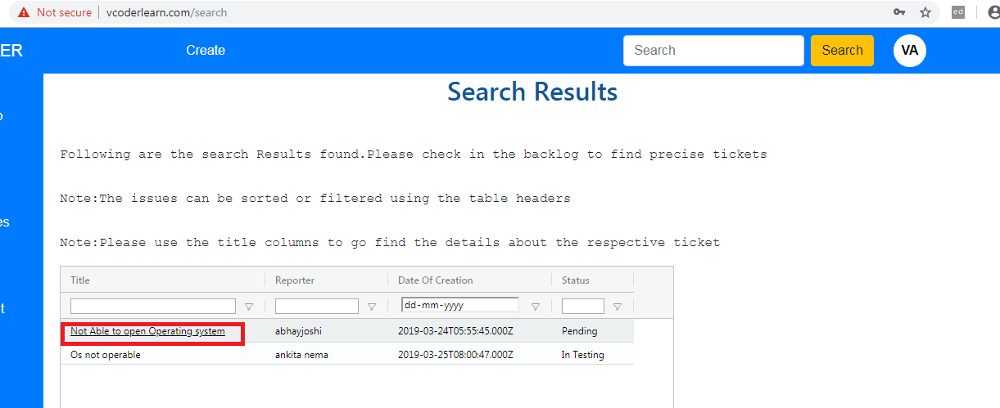 Not secure vcoderlearn.com/search ed
ER Create Search Search VA
Search Results
o
Following are the search Results found.Please check in the backlog to find precise tickets
Note:The issues can be sorted or filtered using the table headers
es
Note:Please use the title columns to go find the details about the respective ticket
Title Reporter Date Of Creation Status
dd-mm-yyyy
t
Not Able to open Operating system abhayjoshi 2019-03-24T05:55:45.000Z Pending
Os not operable ankita nema 2019-03-25T08:00:47.000Z In Testing